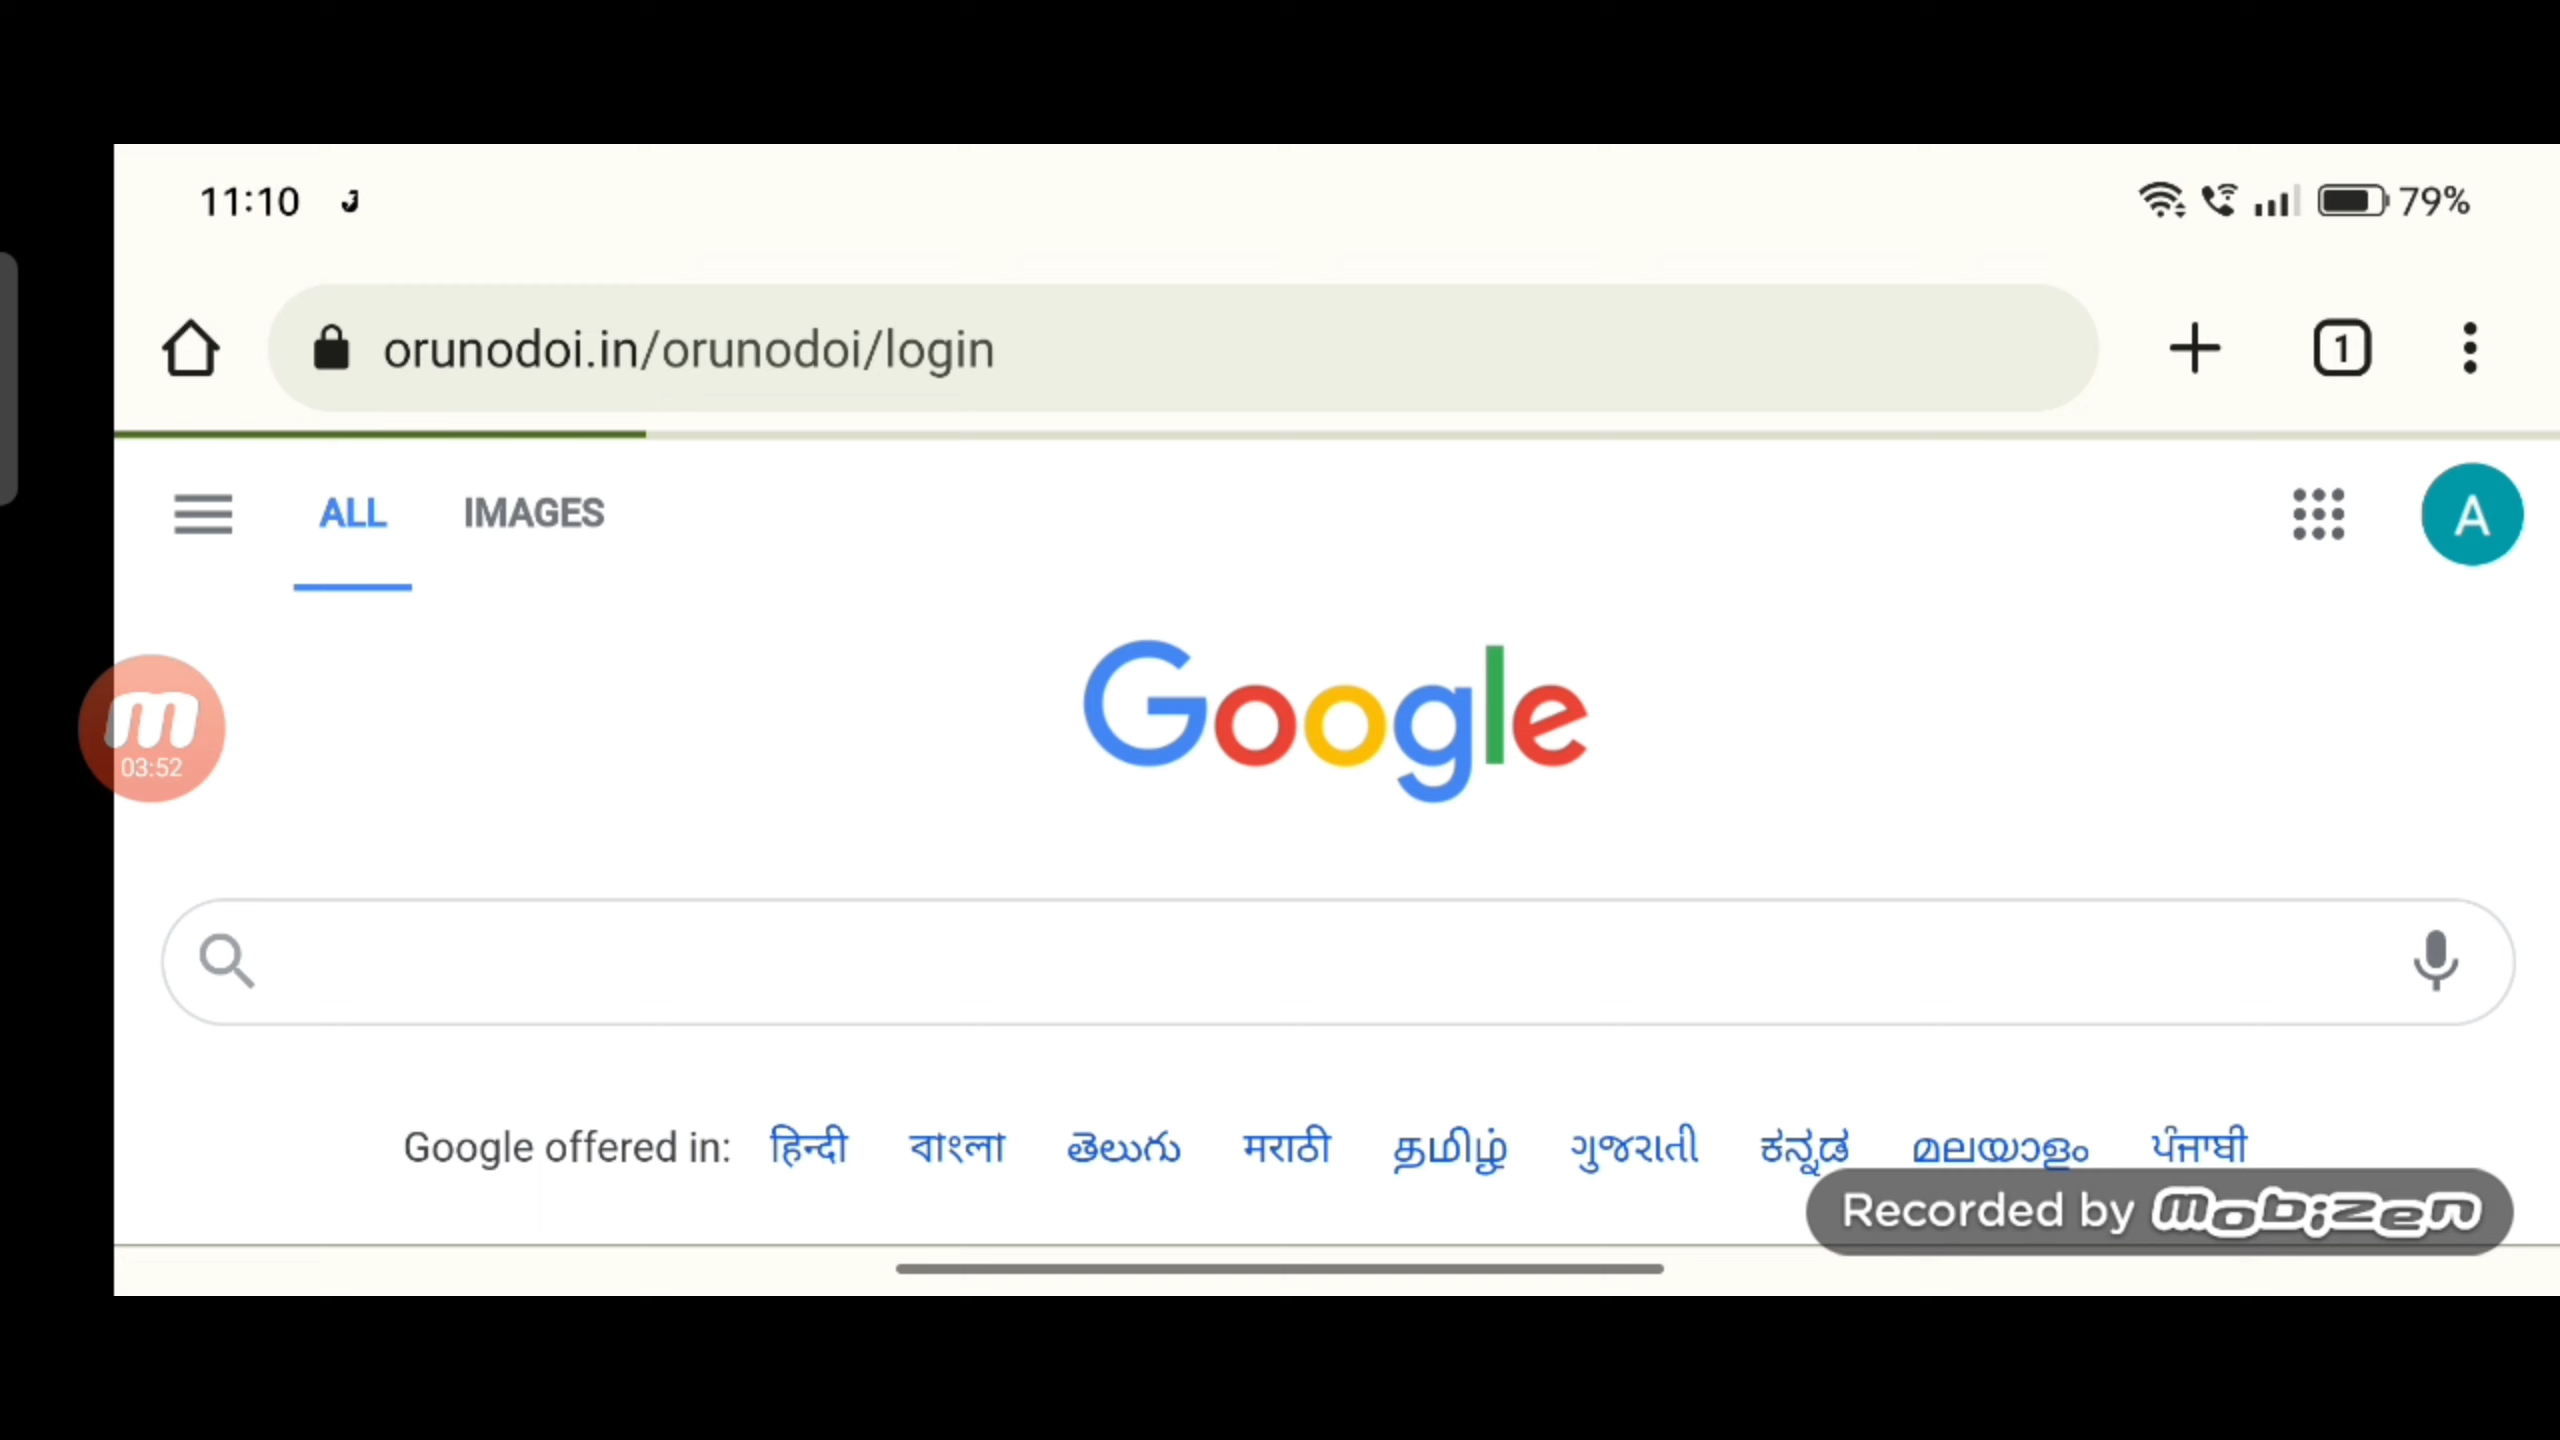 11:10 79%
orunodoi.in/orunodoi/login 1
ALL IMAGES A
Google
m
03:52
Google offered in: हिन्दी বাংলা తెలుగు मराठी தமிழ் ગુજરાતી ಕನ್ನಡ മലയാളം ਪੰਜਾਬੀ
Recorded by mobizen